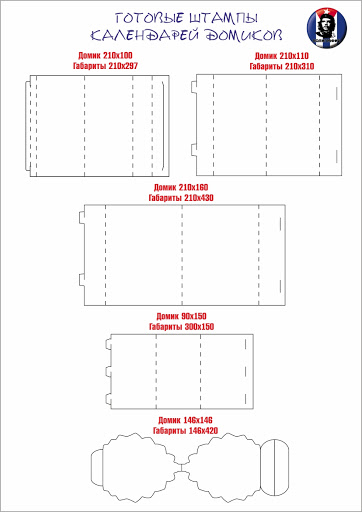 ГОТОВЫЕ ШТАМПЫ
КАЛЕНДАРЕЙ ДОМИКОВ
Домик 210х100
Габариты 210х297
Домик 210х110
Габариты 210х310
Домик 210х160
Габариты 210х430
Домик 90х150
Габариты 300х150
Домик 146х146
Габариты 146х420